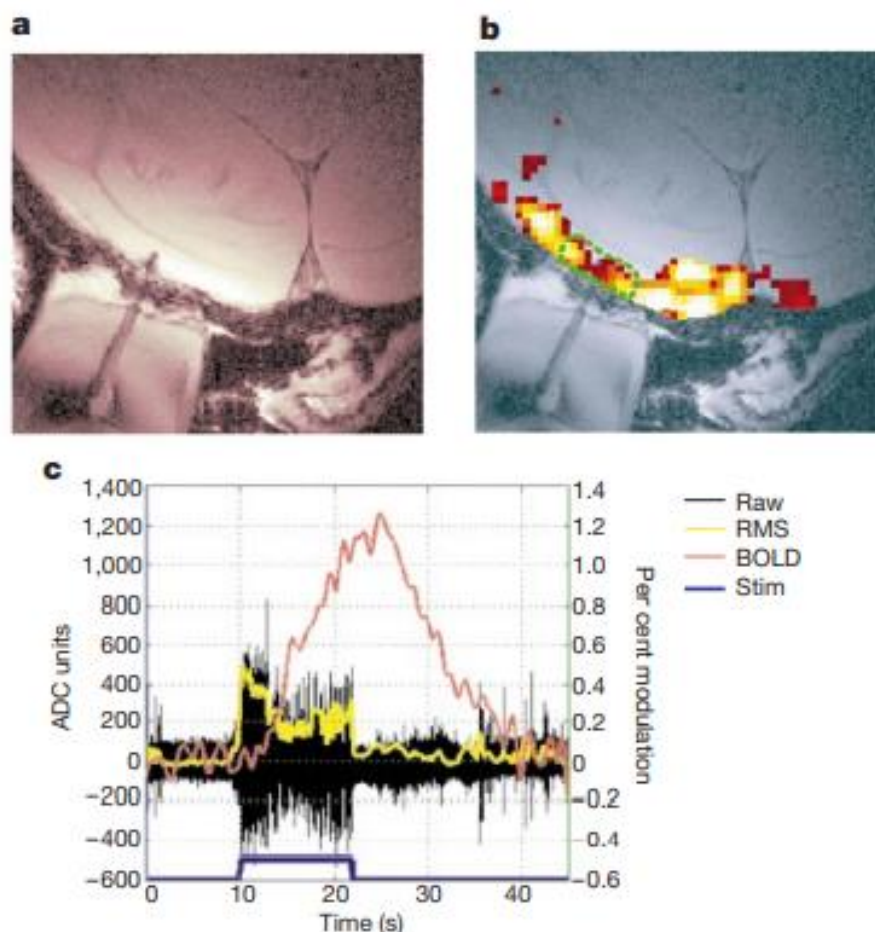 a
b
c
1,400
1,200
1,000
800
600
400
200
0
−200
−400
−600
ADC units
0
10
20
30
40
Time (s)
1.4
1.2
1.0
0.8
0.6
0.4
0.2
0
−0.2
0.4
−0.6
Per cent modulation
Raw
RMS
BOLD
Stim